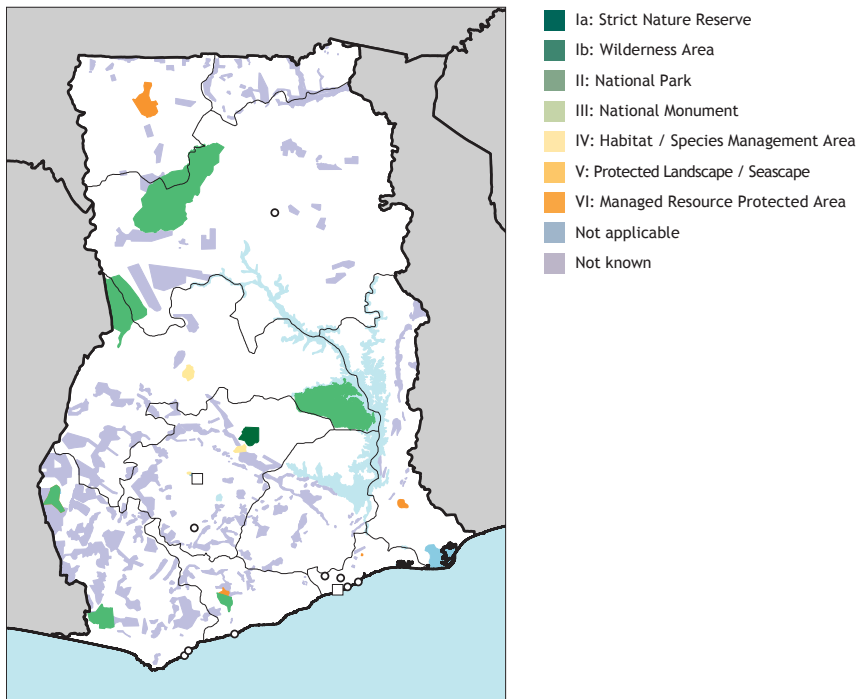 Ia: Strict Nature Reserve
Ib: Wilderness Area
II: National Park
III: National Monument
IV: Habitat / Species Management Area
V: Protected Landscape / Seascape
VI: Managed Resource Protected Area
Not applicable
Not known